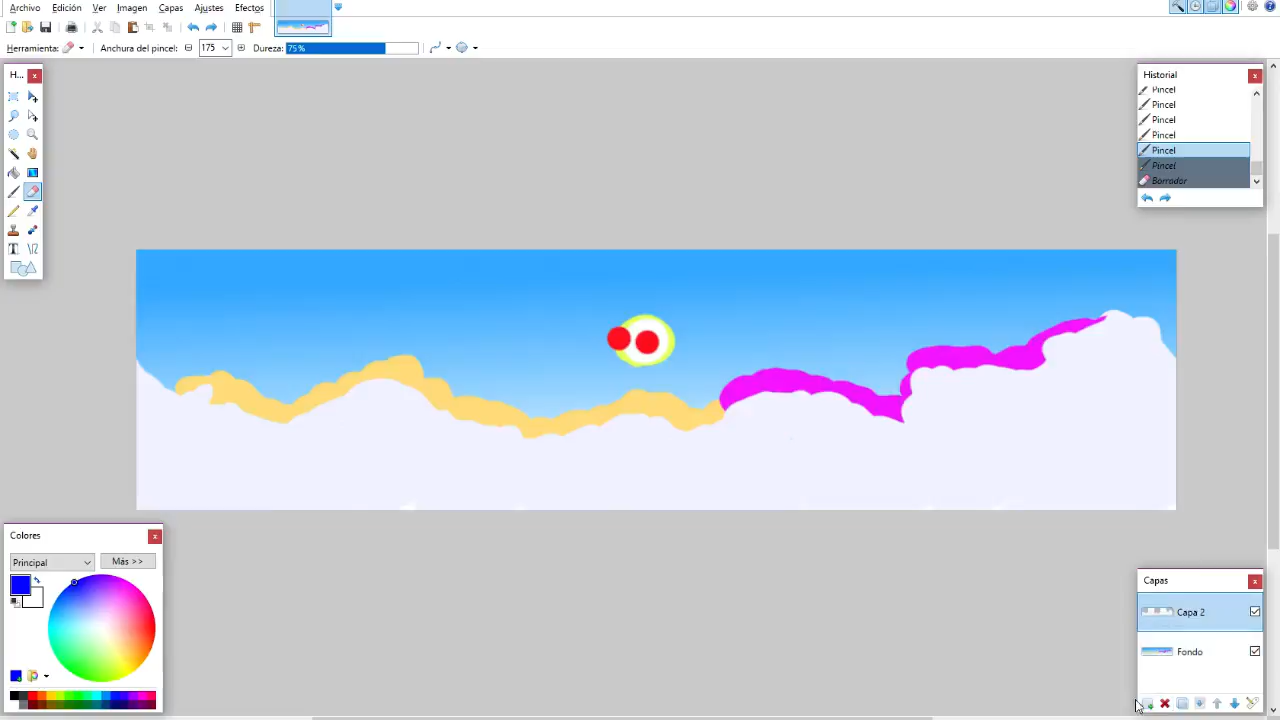 Archivo Edición Ver Imagen Capas Ajustes Efectos
Herramienta: Anchura del pincel: 175 Dureza: 75%
H...
Historial
Pincel
Pincel
Pincel
Pincel
Pincel
Pincel
Borrador
Colores
Principal Más >>
Capas
Capa 2
Fondo